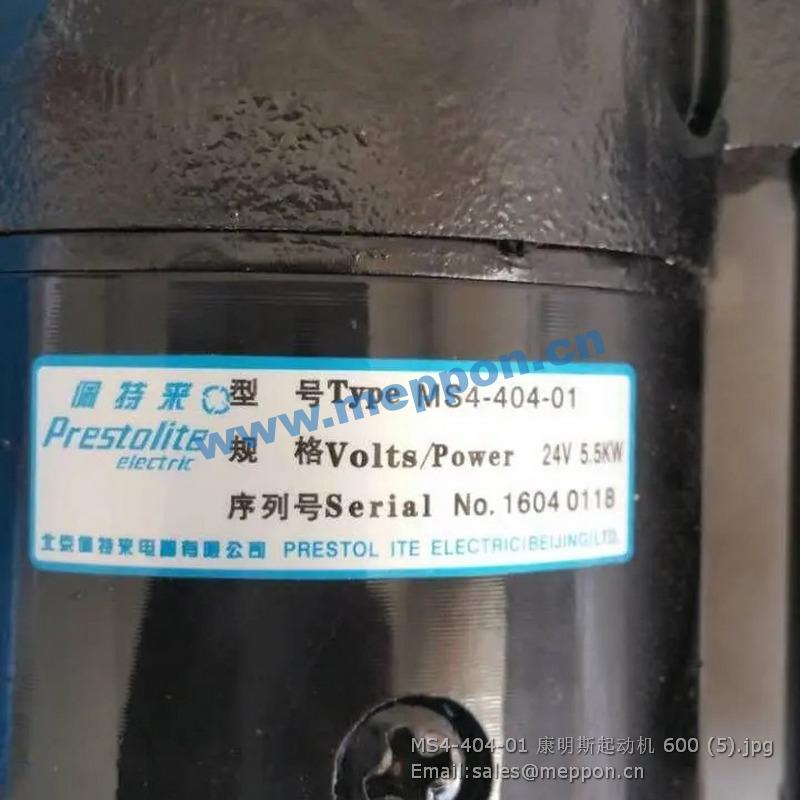 佩特来 型 号Type MS4-404-01
Prestolite
electric
规 格Volts/Power 24V 5.5KW
序列号Serial No. 1604 0118
北京佩特来电器有限公司 PRESTOL ITE ELECTRIC(BEIJING)LTD.
www.meppon.cn
MS4-404-01 康明斯起动机 600 (5).jpg
Email:sales@meppon.cn